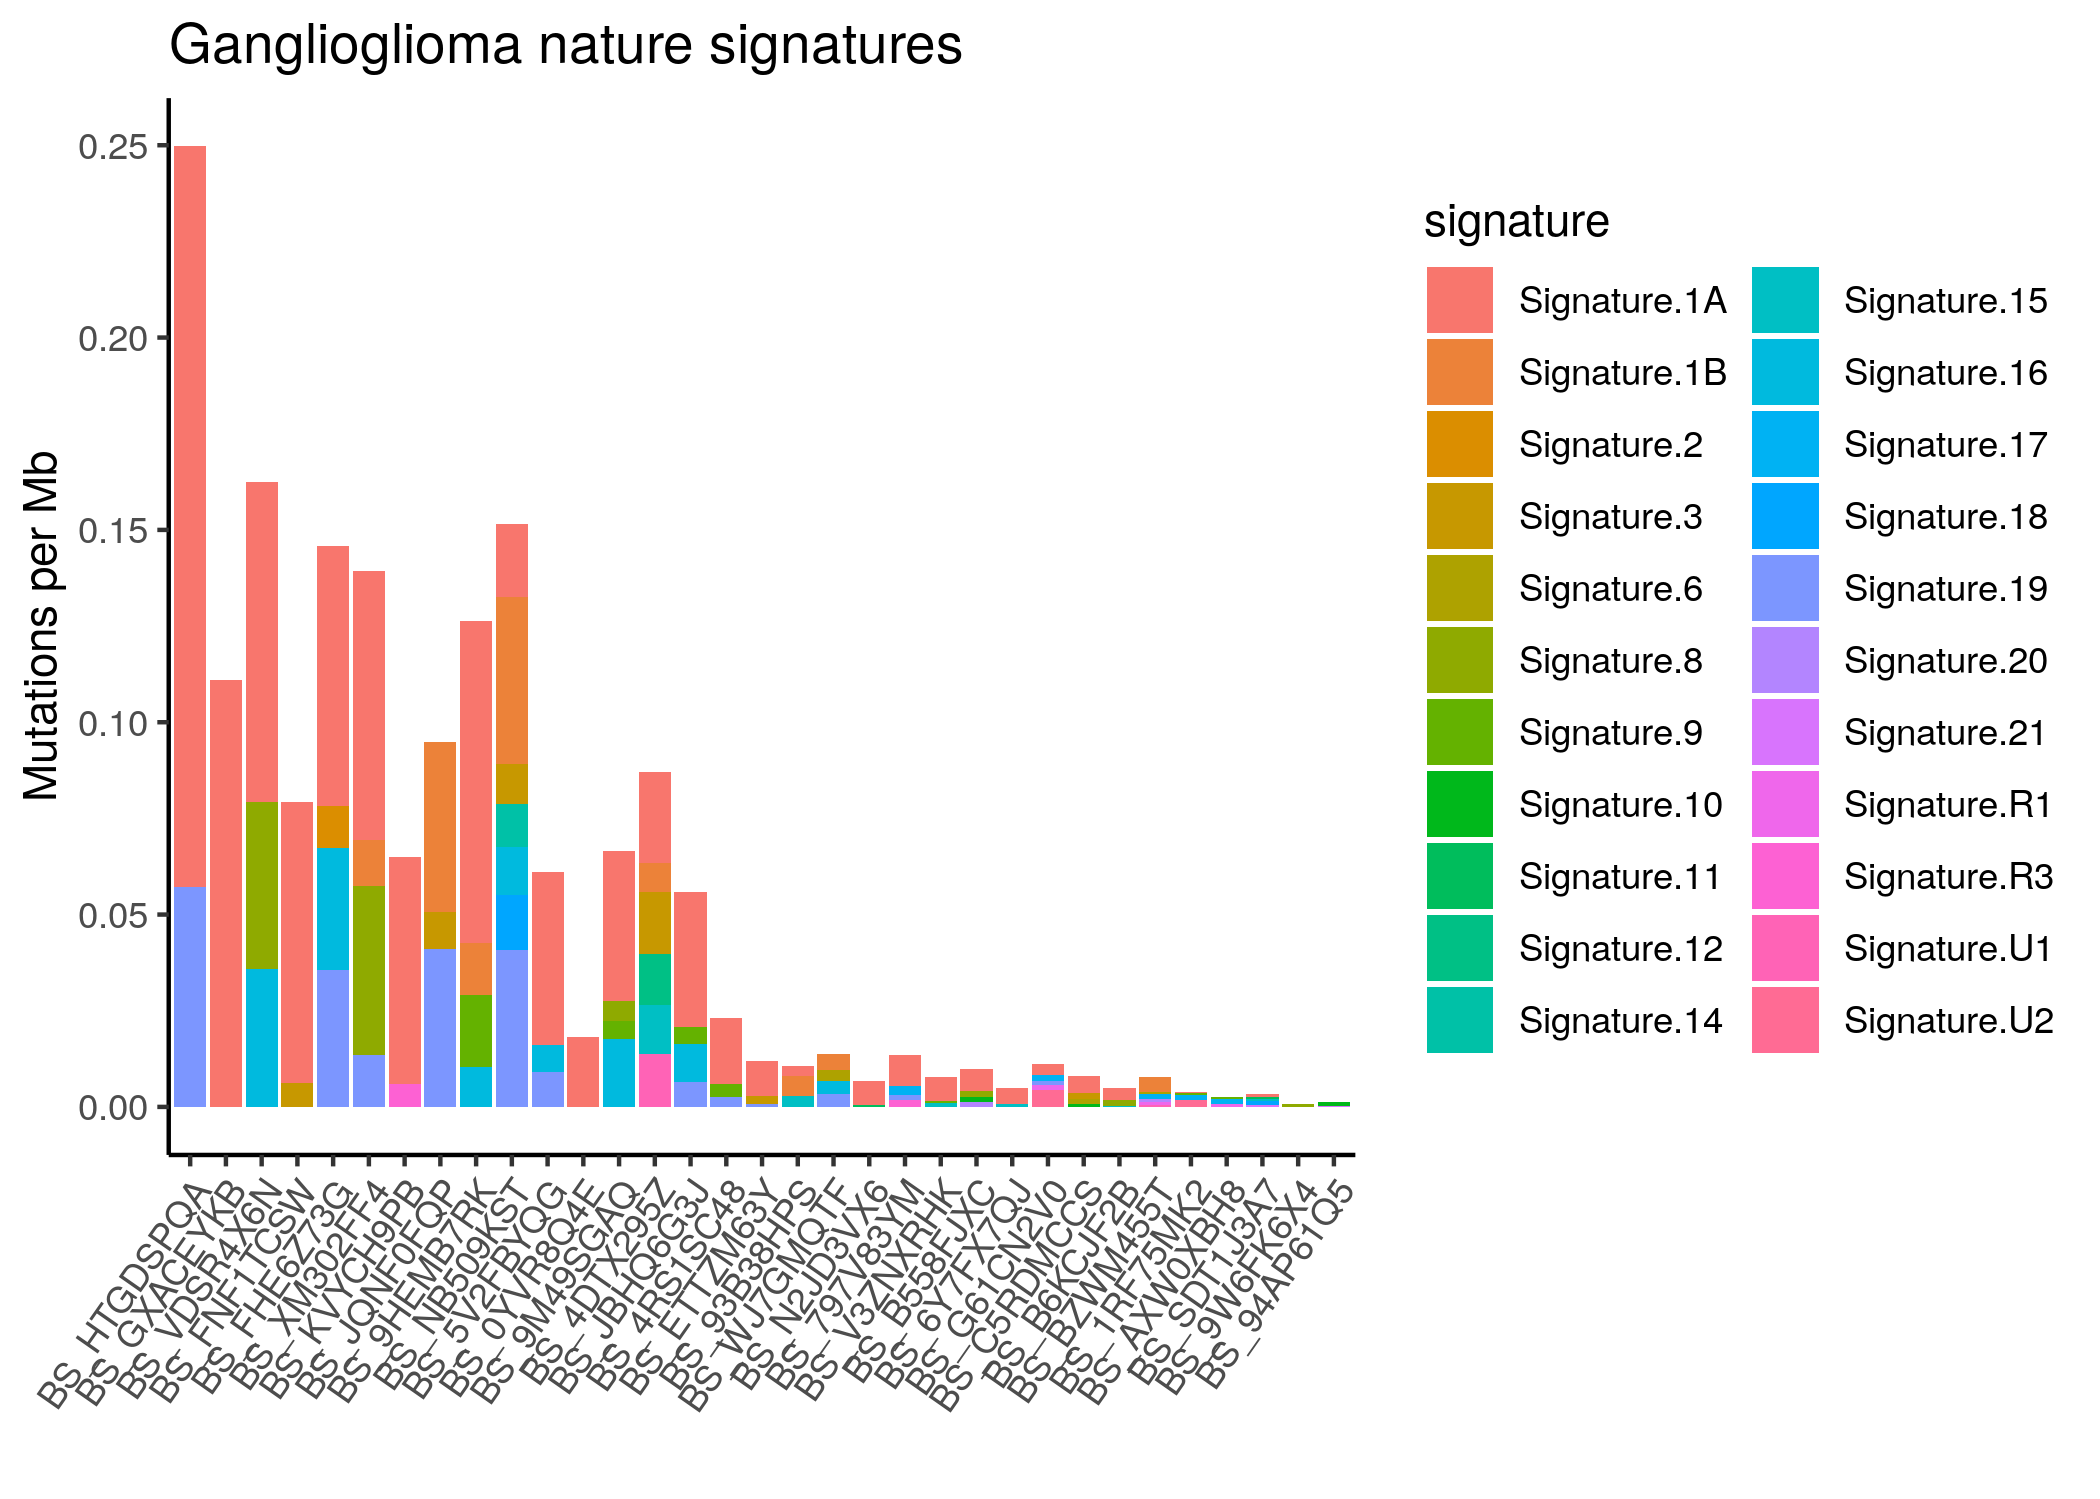 Ganglioglioma nature signatures
Mutations per Mb
0.25
0.20
0.15
0.10
0.05
0.00
BS_HTGDSPQA
BS_GXACEYKB
BS_VDSR4X6N
BS_FNF1TCSW
BS_FHE6Z73G
BS_XM302FF4
BS_KVYCH9PB
BS_JQNF0FQP
BS_9HEMB7RK
BS_NB509KST
BS_5V2FBYQG
BS_0YVR8Q4E
BS_9M49SGAQ
BS_4DTX295Z
BS_JBHQ6G3J
BS_4RS1SC48
BS_ETTZM63Y
BS_93B38HPS
BS_WJ7GMQTF
BS_N2JD3VX6
BS_797V83YM
BS_V3ZNXRHK
BS_B558FJXC
BS_6Y7FX7QJ
BS_G61CN2V0
BS_C5RDMCCS
BS_B6KCJF2B
BS_BZWM455T
BS_1RF75MK2
BS_AXW0XBH8
BS_SDT1J3A7
BS_9W6FK6X4
BS_94AP61Q5
signature
Signature.1A
Signature.1B
Signature.2
Signature.3
Signature.6
Signature.8
Signature.9
Signature.10
Signature.11
Signature.12
Signature.14
Signature.15
Signature.16
Signature.17
Signature.18
Signature.19
Signature.20
Signature.21
Signature.R1
Signature.R3
Signature.U1
Signature.U2